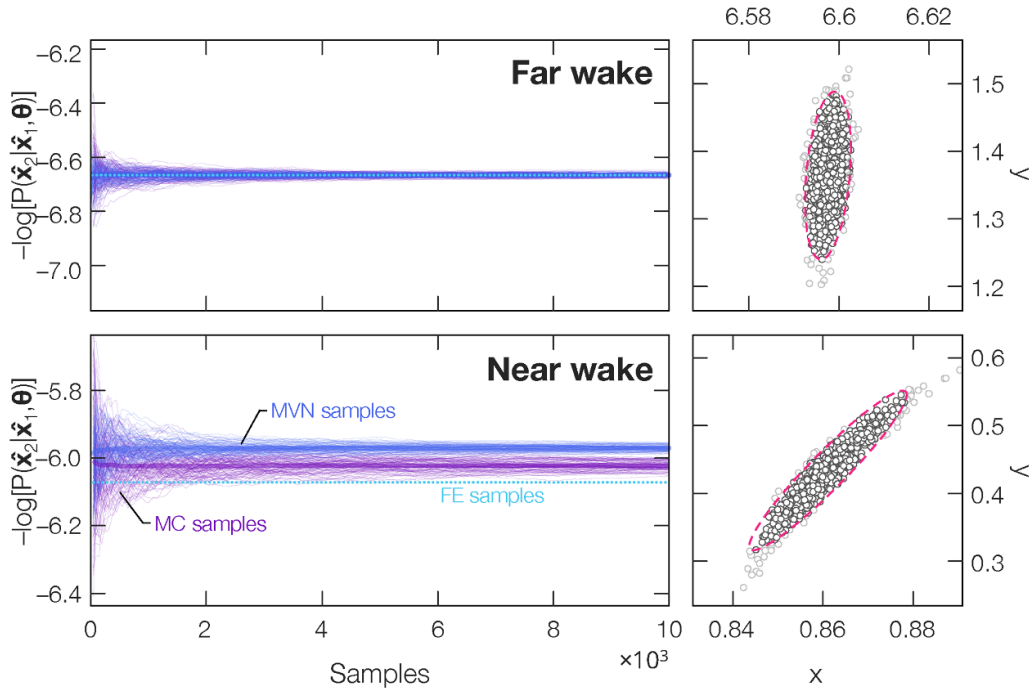 6.58 6.6 6.62
−6.2
−6.4
−6.6
−6.8
−7.0
−log[P(x̂₂|x̂₁,θ)]
Far wake
1.5
1.4
1.3
1.2
y
−5.8
−6.0
−6.2
−6.4
−log[P(x̂₂|x̂₁,θ)]
Near wake
MVN samples
FE samples
MC samples
0.6
0.5
0.4
0.3
y
0 2 4 6 8 10
×10³
Samples
0.84 0.86 0.88
x